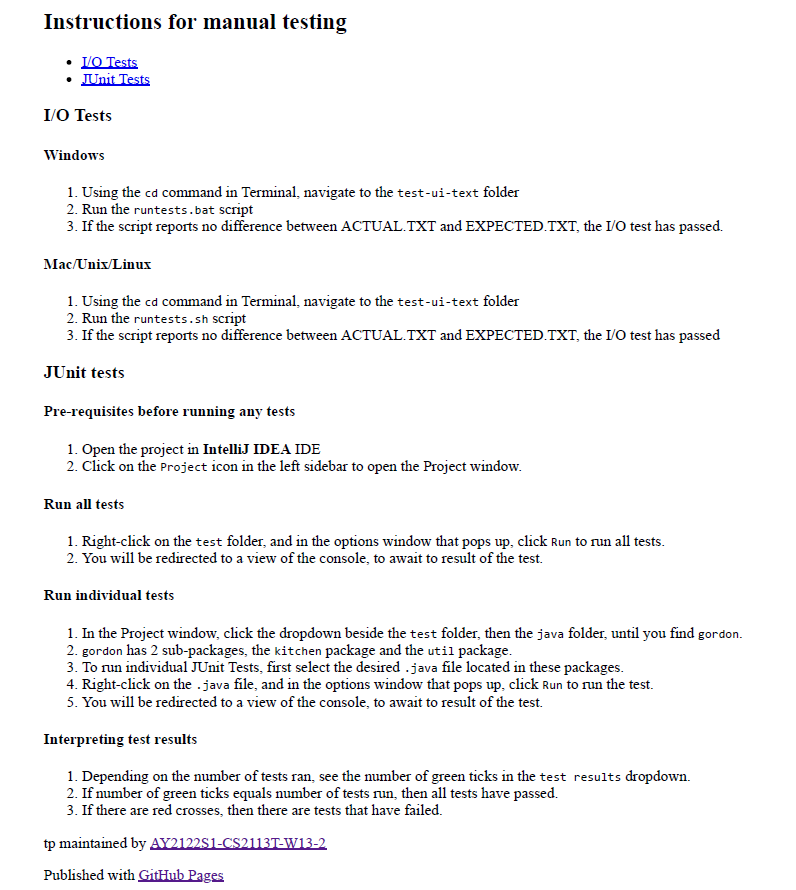 Instructions for manual testing
• I/O Tests
• JUnit Tests
I/O Tests
Windows
1. Using the cd command in Terminal, navigate to the test-ui-text folder
2. Run the runtests.bat script
3. If the script reports no difference between ACTUAL.TXT and EXPECTED.TXT, the I/O test has passed.
Mac/Unix/Linux
1. Using the cd command in Terminal, navigate to the test-ui-text folder
2. Run the runtests.sh script
3. If the script reports no difference between ACTUAL.TXT and EXPECTED.TXT, the I/O test has passed
JUnit tests
Pre-requisites before running any tests
1. Open the project in IntelliJ IDEA IDE
2. Click on the Project icon in the left sidebar to open the Project window.
Run all tests
1. Right-click on the test folder, and in the options window that pops up, click Run to run all tests.
2. You will be redirected to a view of the console, to await to result of the test.
Run individual tests
1. In the Project window, click the dropdown beside the test folder, then the java folder, until you find gordon.
2. gordon has 2 sub-packages, the kitchen package and the util package.
3. To run individual JUnit Tests, first select the desired .java file located in these packages.
4. Right-click on the .java file, and in the options window that pops up, click Run to run the test.
5. You will be redirected to a view of the console, to await to result of the test.
Interpreting test results
1. Depending on the number of tests ran, see the number of green ticks in the test results dropdown.
2. If number of green ticks equals number of tests run, then all tests have passed.
3. If there are red crosses, then there are tests that have failed.
tp maintained by AY2122S1-CS2113T-W13-2
Published with GitHub Pages